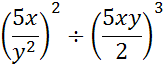 (5x/y²)² ÷ (5xy/2)³